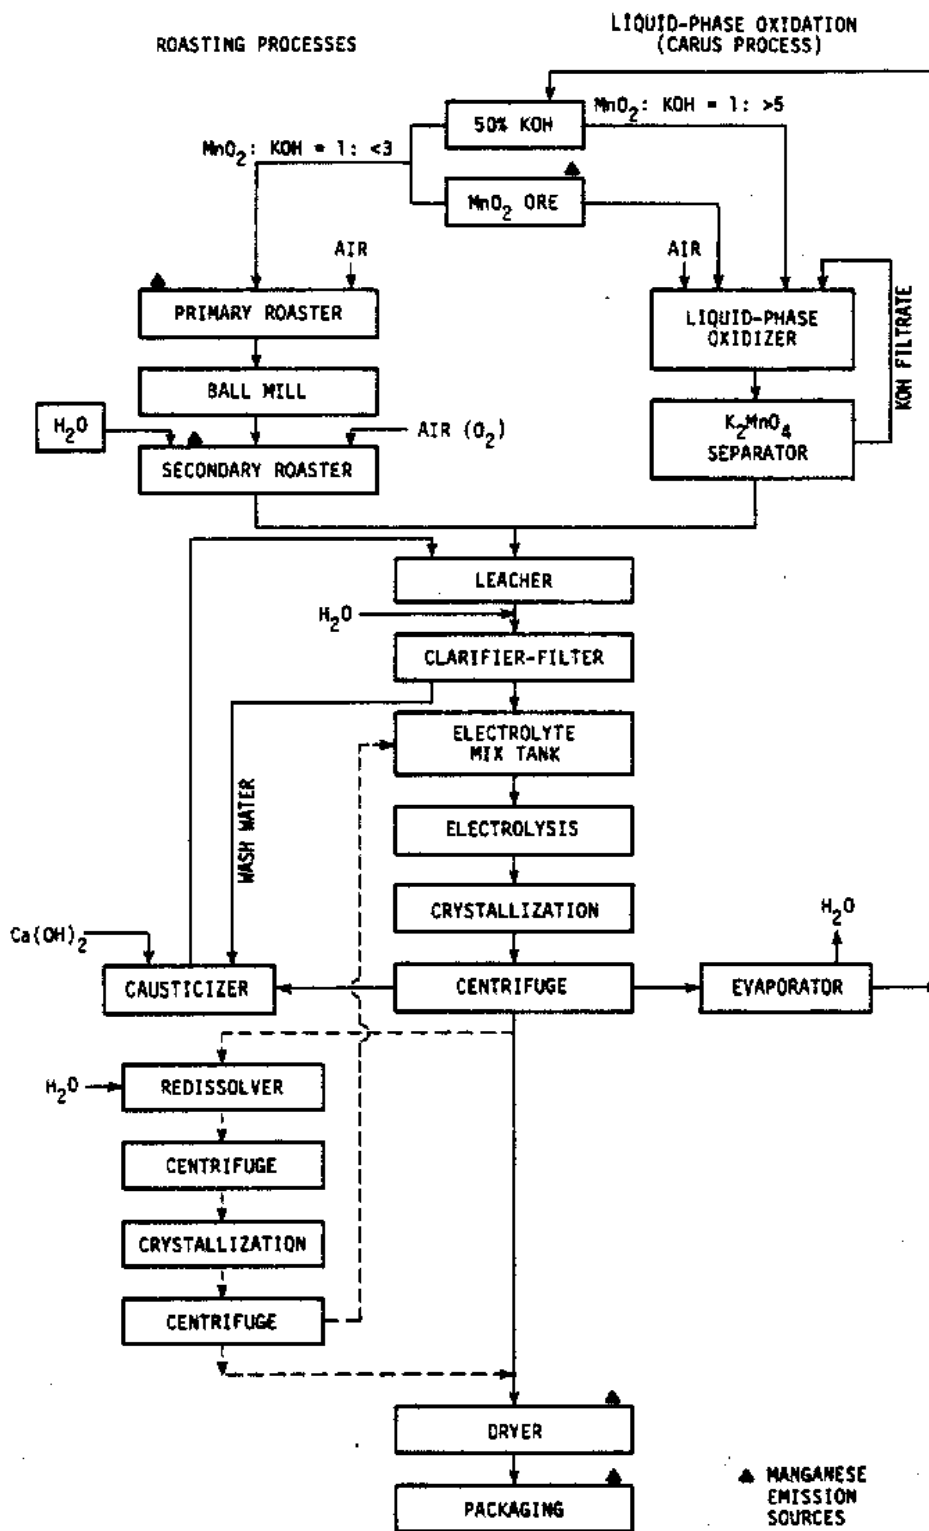 ROASTING PROCESSES
LIQUID-PHASE OXIDATION
(CARUS PROCESS)
50% KOH
MnO₂: KOH = 1: >5
MnO₂: KOH = 1: <3
MnO₂ ORE
AIR
AIR
PRIMARY ROASTER
LIQUID-PHASE
OXIDIZER
KOH FILTRATE
BALL MILL
H₂O
AIR (O₂)
K₂MnO₄
SEPARATOR
SECONDARY ROASTER
LEACHER
H₂O
CLARIFIER-FILTER
ELECTROLYTE
MIX TANK
WASH WATER
ELECTROLYSIS
CRYSTALLIZATION
H₂O
Ca(OH)₂
CAUSTICIZER
CENTRIFUGE
EVAPORATOR
H₂O
REDISSOLVER
CENTRIFUGE
CRYSTALLIZATION
CENTRIFUGE
DRYER
PACKAGING
MANGANESE
EMISSION
SOURCES